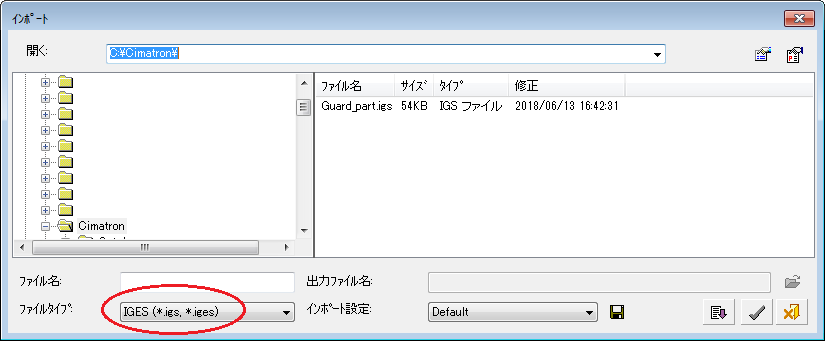 インポート
開く: C:¥Cimatron¥
ファイル名 サイズ タイプ 修正
Guard_part.igs 54KB IGS ファイル 2018/06/13 16:42:31
Cimatron
ファイル名: 出力ファイル名:
ファイルタイプ: IGES (*.igs, *.iges) インポート設定: Default